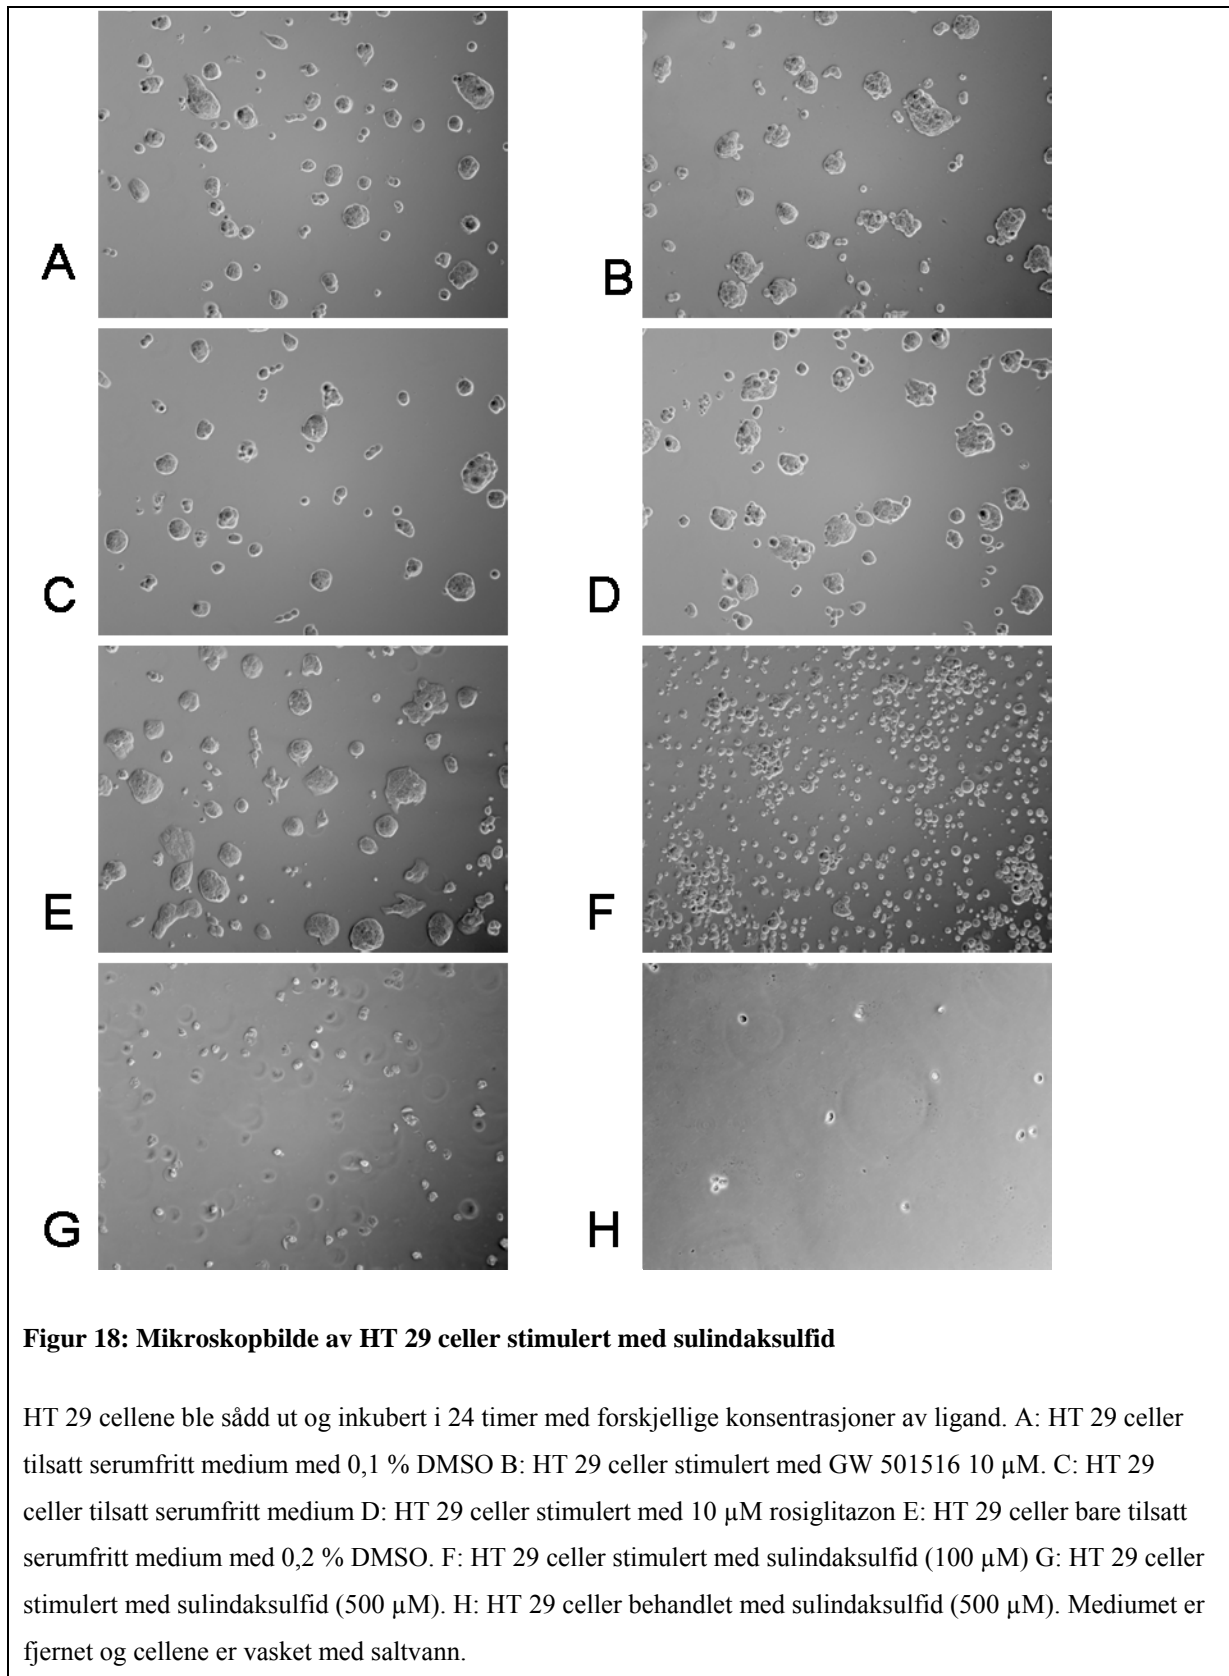 A
B
C
D
E
F
G
H
Figur 18: Mikroskopbilde av HT 29 celler stimulert med sulindaksulfid
HT 29 cellene ble sådd ut og inkubert i 24 timer med forskjellige konsentrasjoner av ligand. A: HT 29 celler
tilsatt serumfritt medium med 0,1 % DMSO B: HT 29 celler stimulert med GW 501516 10 µM. C: HT 29
celler tilsatt serumfritt medium D: HT 29 celler stimulert med 10 µM rosiglitazon E: HT 29 celler bare tilsatt
serumfritt medium med 0,2 % DMSO. F: HT 29 celler stimulert med sulindaksulfid (100 µM) G: HT 29 celler
stimulert med sulindaksulfid (500 µM). H: HT 29 celler behandlet med sulindaksulfid (500 µM). Mediumet er
fjernet og cellene er vasket med saltvann.